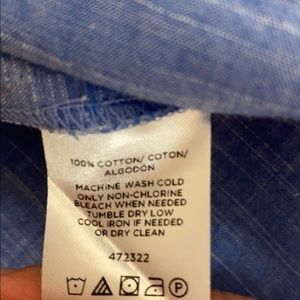 100% COTTON/ COTON/
ALGODÓN
MACHINE WASH COLD
ONLY NON-CHLORINE
BLEACH WHEN NEEDED
TUMBLE DRY LOW
COOL IRON IF NEEDED
OR DRY CLEAN
472322